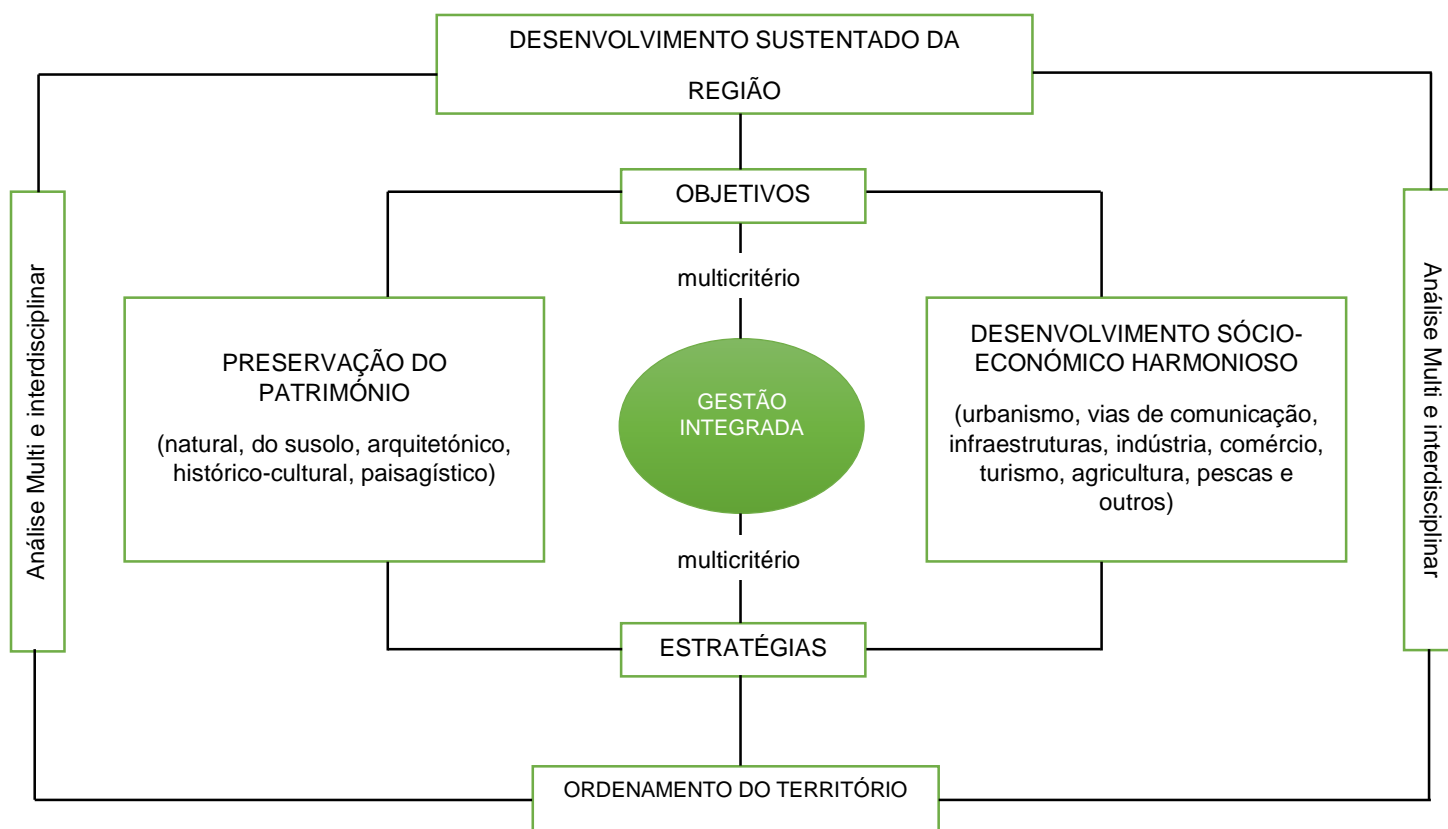 DESENVOLVIMENTO SUSTENTADO DA
REGIÃO
OBJETIVOS
multicritério
Análise Multi e interdisciplinar
PRESERVAÇÃO DO
PATRIMÓNIO
(natural, do susolo, arquitetónico,
histórico-cultural, paisagístico)
GESTÃO
INTEGRADA
DESENVOLVIMENTO SÓCIO-
ECONÓMICO HARMONIOSO
(urbanismo, vias de comunicação,
infraestruturas, indústria, comércio,
turismo, agricultura, pescas e
outros)
Análise Multi e interdisciplinar
multicritério
ESTRATÉGIAS
ORDENAMENTO DO TERRITÓRIO